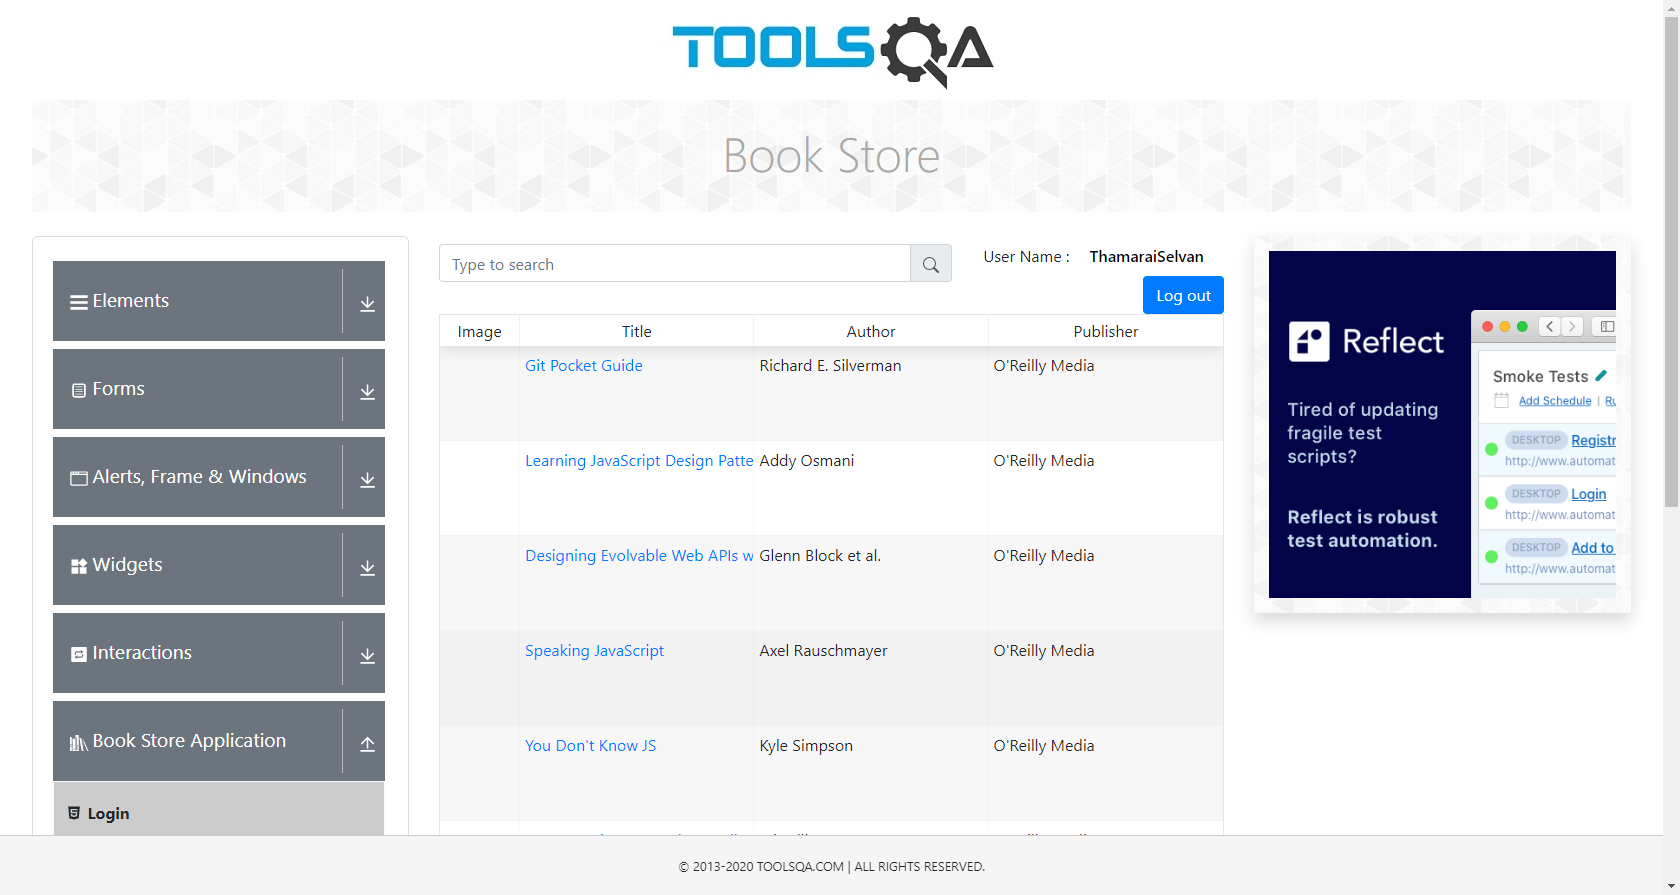 TOOLSQA
Book Store
Elements
Forms
Alerts, Frame & Windows
Widgets
Interactions
Book Store Application
Login
Type to search
User Name : ThamaraiSelvan
Log out
Image Title Author Publisher
Git Pocket Guide Richard E. Silverman O'Reilly Media
Learning JavaScript Design Patte Addy Osmani O'Reilly Media
Designing Evolvable Web APIs w Glenn Block et al. O'Reilly Media
Speaking JavaScript Axel Rauschmayer O'Reilly Media
You Don't Know JS Kyle Simpson O'Reilly Media
Reflect
Tired of updating
fragile test
scripts?
Reflect is robust
test automation.
Smoke Tests
Add Schedule | Ru
DESKTOP Registr
http://www.automat
DESKTOP Login
http://www.automat
DESKTOP Add to
http://www.automat
© 2013-2020 TOOLSQA.COM | ALL RIGHTS RESERVED.